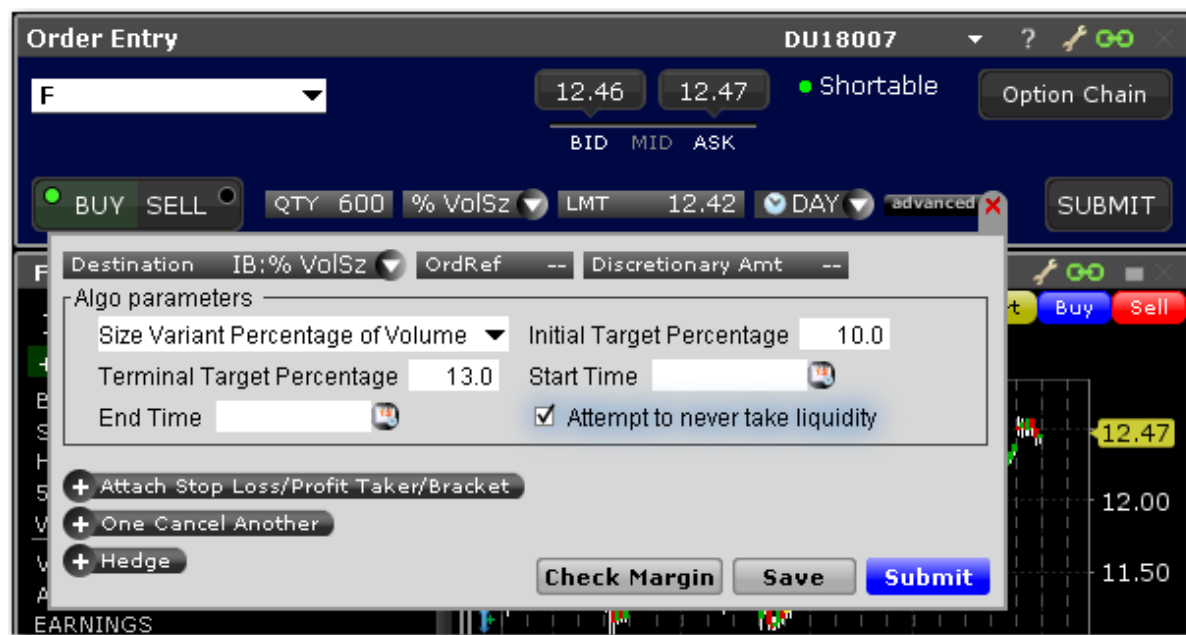 Order Entry DU18007 ?
F 12.46 12.47 Shortable Option Chain
BID MID ASK
BUY SELL QTY 600 % VolSz LMT 12.42 DAY advanced SUBMIT
Destination IB:% VolSz OrdRef -- Discretionary Amt --
F
Algo parameters
Buy Sell
Size Variant Percentage of Volume Initial Target Percentage 10.0
Terminal Target Percentage 13.0 Start Time
End Time Attempt to never take liquidity
12.47
+ Attach Stop Loss/Profit Taker/Bracket
12.00
+ One Cancel Another
+ Hedge
Check Margin Save Submit
11.50
EARNINGS